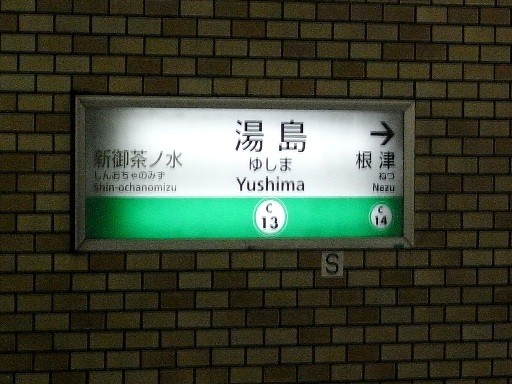 湯島
ゆしま
Yushima
新御茶ノ水
しんおちゃのみず
Shin-ochanomizu
→
根津
ねづ
Nezu
C
13
C
14
S